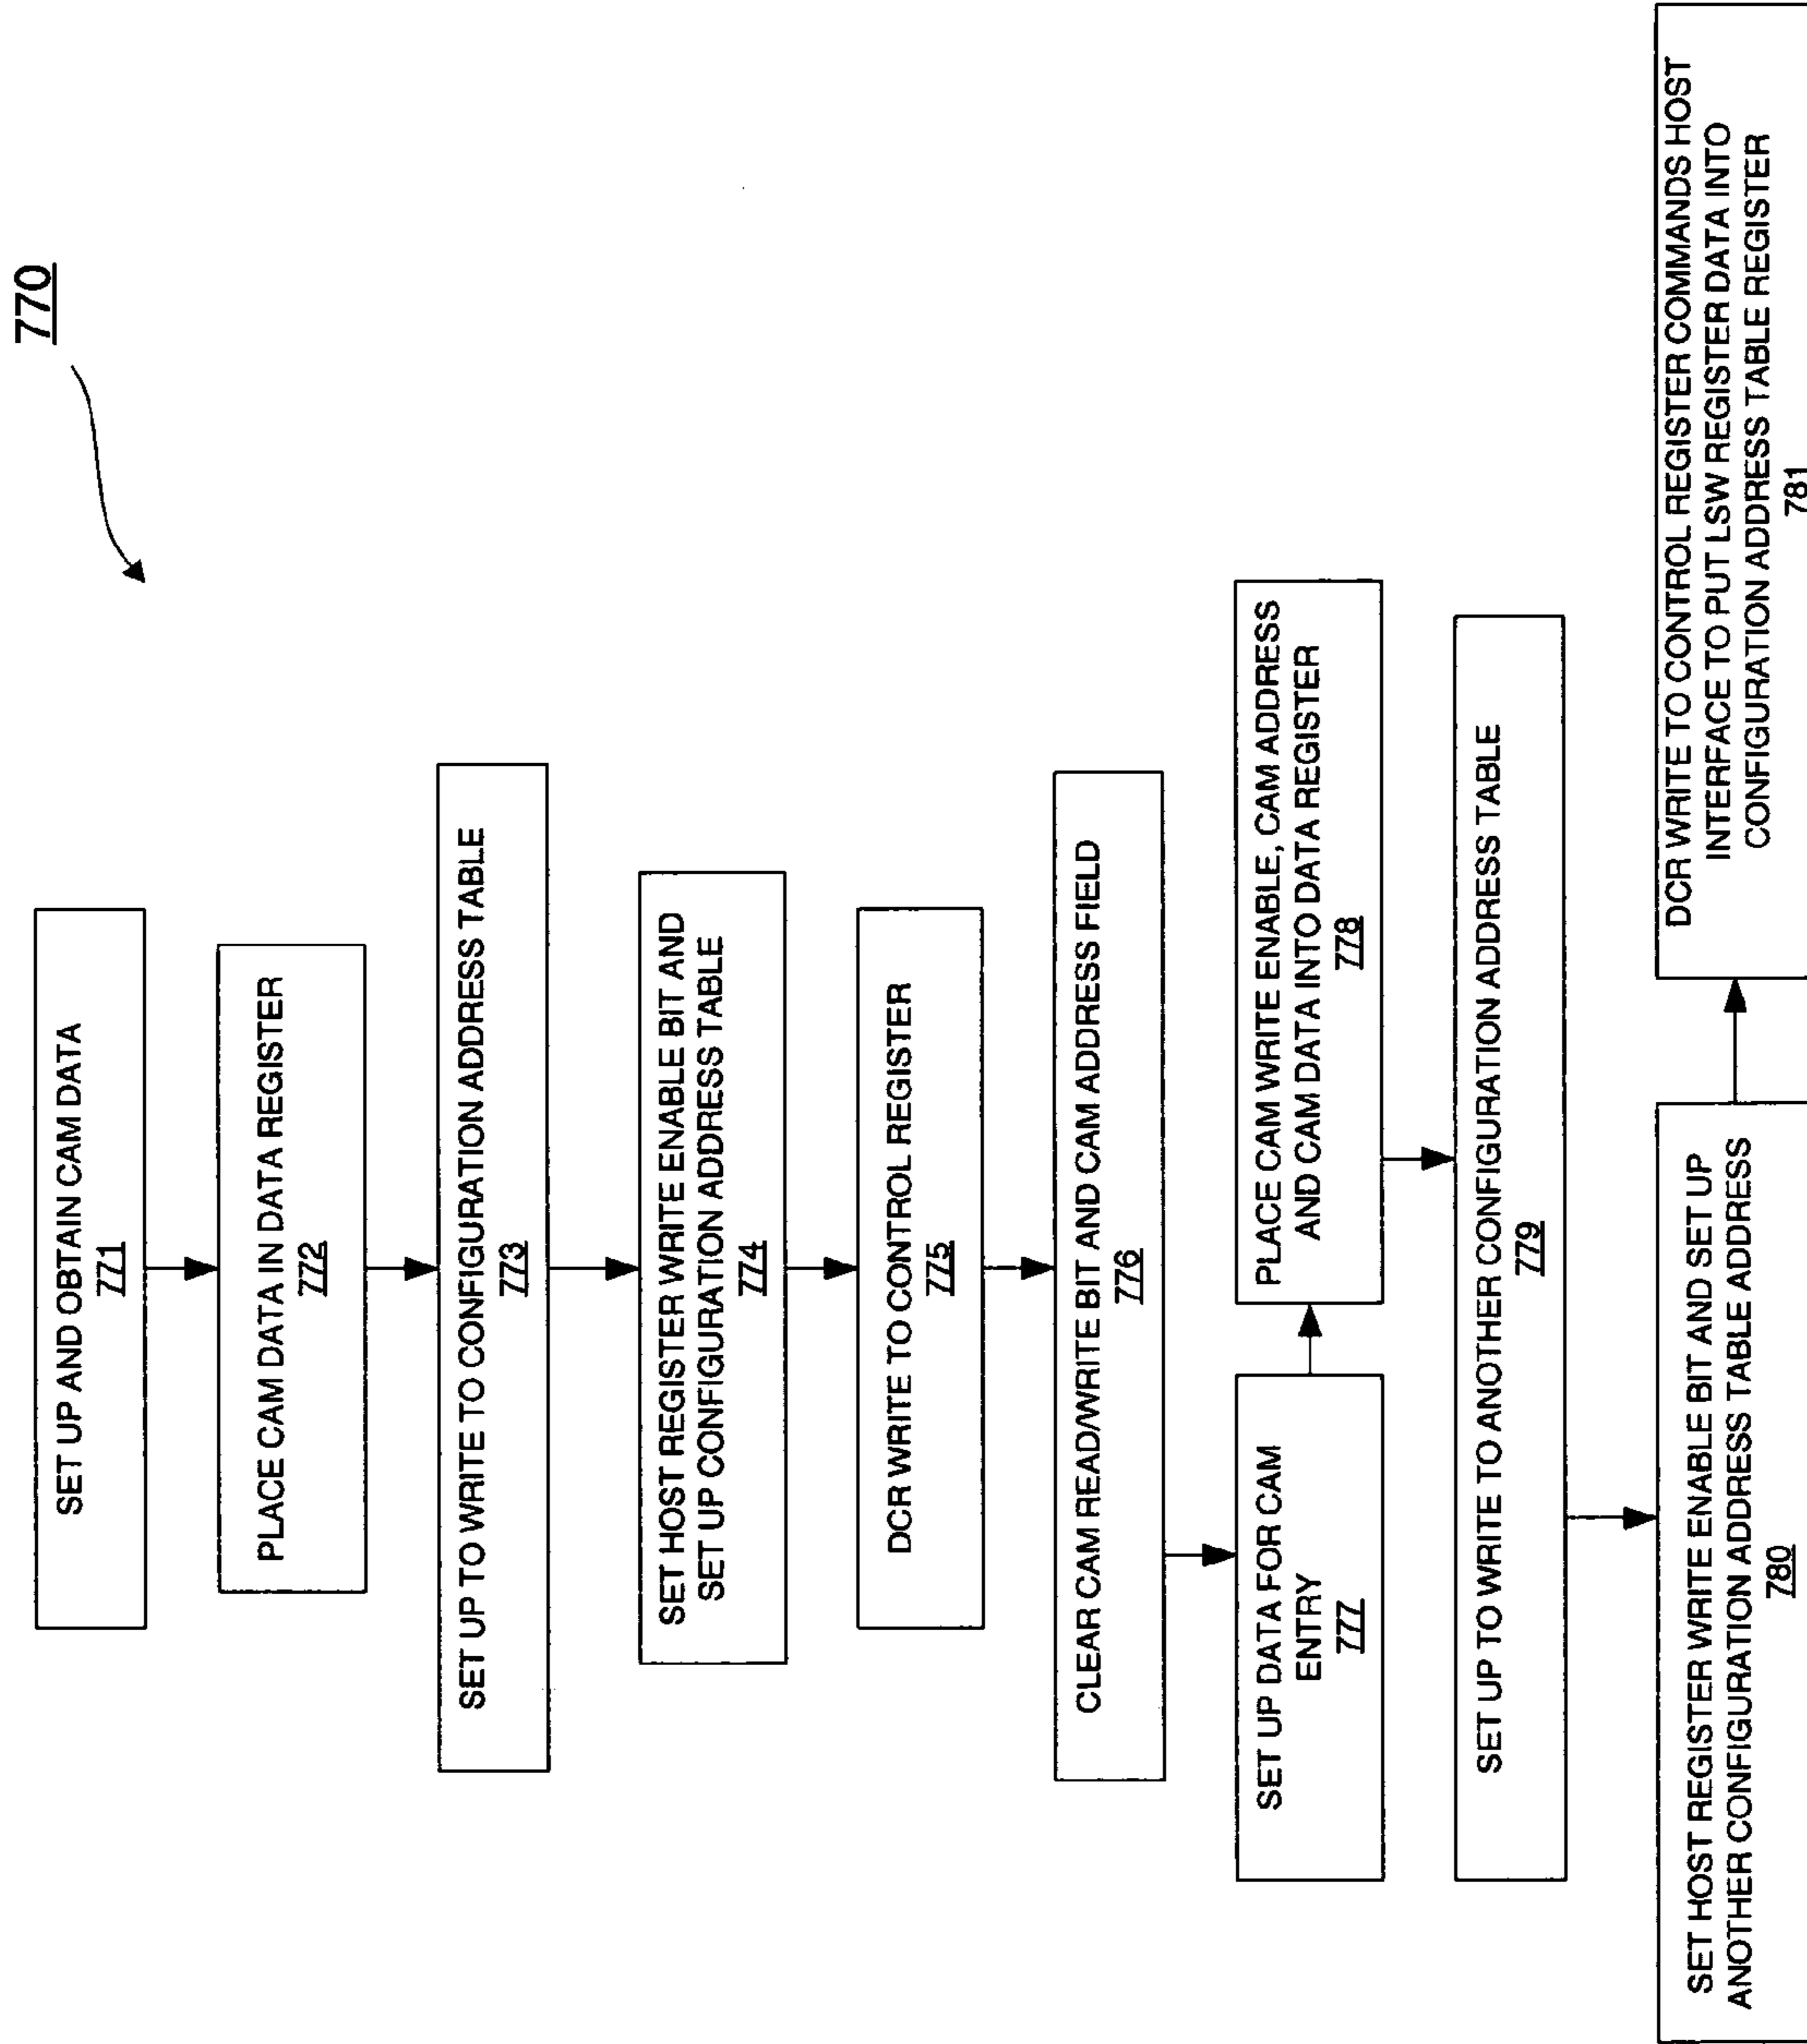 770
SET UP AND OBTAIN CAM DATA
771
PLACE CAM DATA IN DATA REGISTER
772
SET UP TO WRITE TO CONFIGURATION ADDRESS TABLE
773
SET HOST REGISTER WRITE ENABLE BIT AND
SET UP CONFIGURATION ADDRESS TABLE
774
DCR WRITE TO CONTROL REGISTER
775
CLEAR CAM READ/WRITE BIT AND CAM ADDRESS FIELD
776
SET UP DATA FOR CAM
ENTRY
777
PLACE CAM WRITE ENABLE, CAM ADDRESS
AND CAM DATA INTO DATA REGISTER
778
SET UP TO WRITE TO ANOTHER CONFIGURATION ADDRESS TABLE
779
SET HOST REGISTER WRITE ENABLE BIT AND SET UP
ANOTHER CONFIGURATION ADDRESS TABLE ADDRESS
780
DCR WRITE TO CONTROL REGISTER COMMANDS HOST
INTERFACE TO PUT LSW REGISTER DATA INTO
CONFIGURATION ADDRESS TABLE REGISTER
781